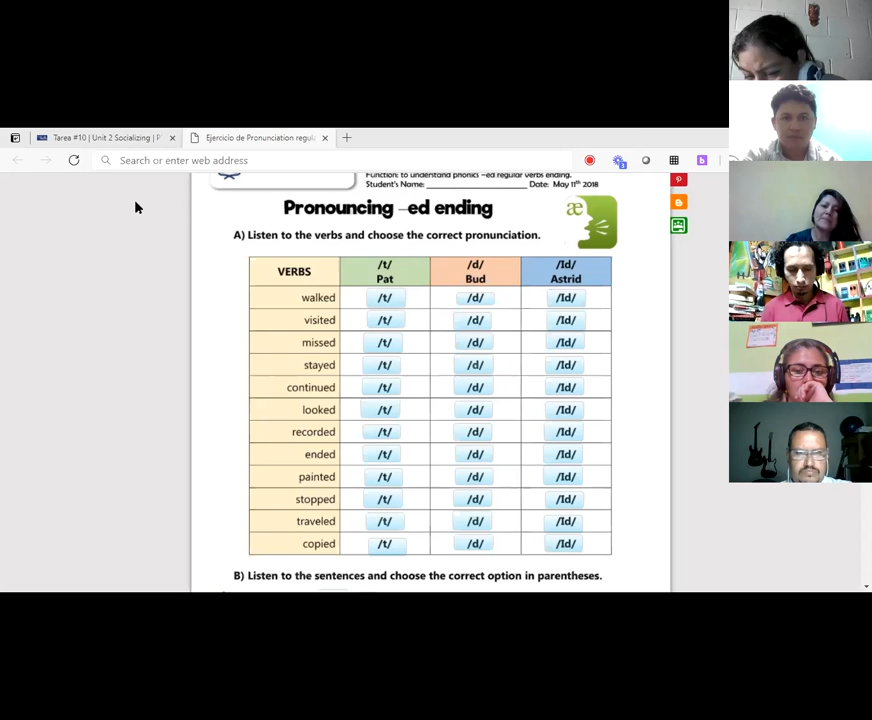 Tarea #10 | Unit 2 Socializing | P
Ejercicio de Pronunciation regula
Search or enter web address
Function: to understand phonics –ed regular verbs ending.
Student's Name: Date: May 11th 2018
Pronouncing –ed ending
æ
A) Listen to the verbs and choose the correct pronunciation.
VERBS /t/ Pat /d/ Bud /Id/ Astrid
walked /t/ /d/ /Id/
visited /t/ /d/ /Id/
missed /t/ /d/ /Id/
stayed /t/ /d/ /Id/
continued /t/ /d/ /Id/
looked /t/ /d/ /Id/
recorded /t/ /d/ /Id/
ended /t/ /d/ /Id/
painted /t/ /d/ /Id/
stopped /t/ /d/ /Id/
traveled /t/ /d/ /Id/
copied /t/ /d/ /Id/
B) Listen to the sentences and choose the correct option in parentheses.